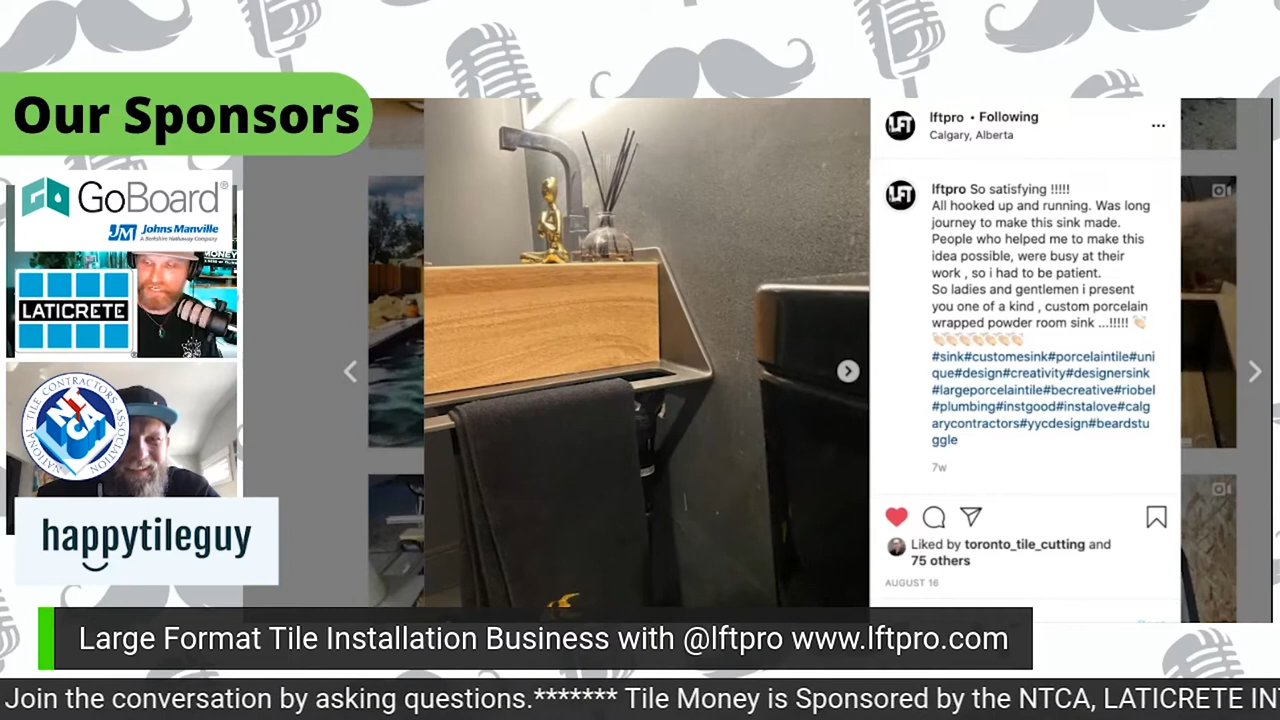 Our Sponsors
GoBoard®
JM Johns Manville
A Berkshire Hathaway Company
MONEY
LATICRETE
NATIONAL TILE CONTRACTORS ASSOCIATION
NTCA
happytileguy
LFT
lftpro • Following
Calgary, Alberta
LFT
lftpro So satisfying !!!!!
All hooked up and running. Was long
journey to make this sink made.
People who helped me to make this
idea possible, were busy at their
work , so i had to be patient.
So ladies and gentlemen i present
you one of a kind , custom porcelain
wrapped powder room sink ...!!!!! 👏🏻
👏🏻👏🏻👏🏻👏🏻👏🏻👏🏻👏🏻
#sink#customesink#porcelaintile#uni
que#design#creativity#designersink
#largeporcelaintile#becreative#riobel
#plumbing#instgood#instalove#calg
arycontractors#yycdesign#beardstu
ggle
7w
Liked by toronto_tile_cutting and
75 others
AUGUST 16
Large Format Tile Installation Business with @lftpro www.lftpro.com
Join the conversation by asking questions.******* Tile Money is Sponsored by the NTCA, LATICRETE IN